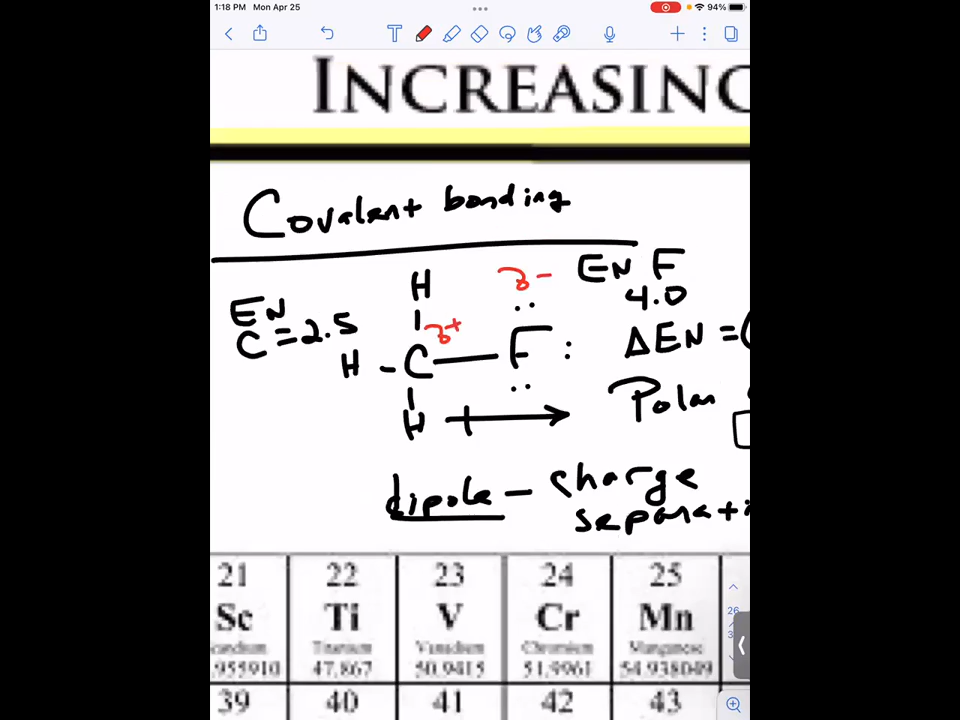 1:18 PM Mon Apr 25
94%
INCREASING
Covalent bonding
H
δ-
EN F
4.0
EN
C = 2.5
δ+
H - C — F :
ΔEN = (
H
Polar
dipole - charge
separati
21 22 23 24 25
Sc Ti V Cr Mn
Titanium Vanadium Chromium Manganese
.955910 47.867 50.9415 51.9961 54.938049
26
39 40 41 42 43